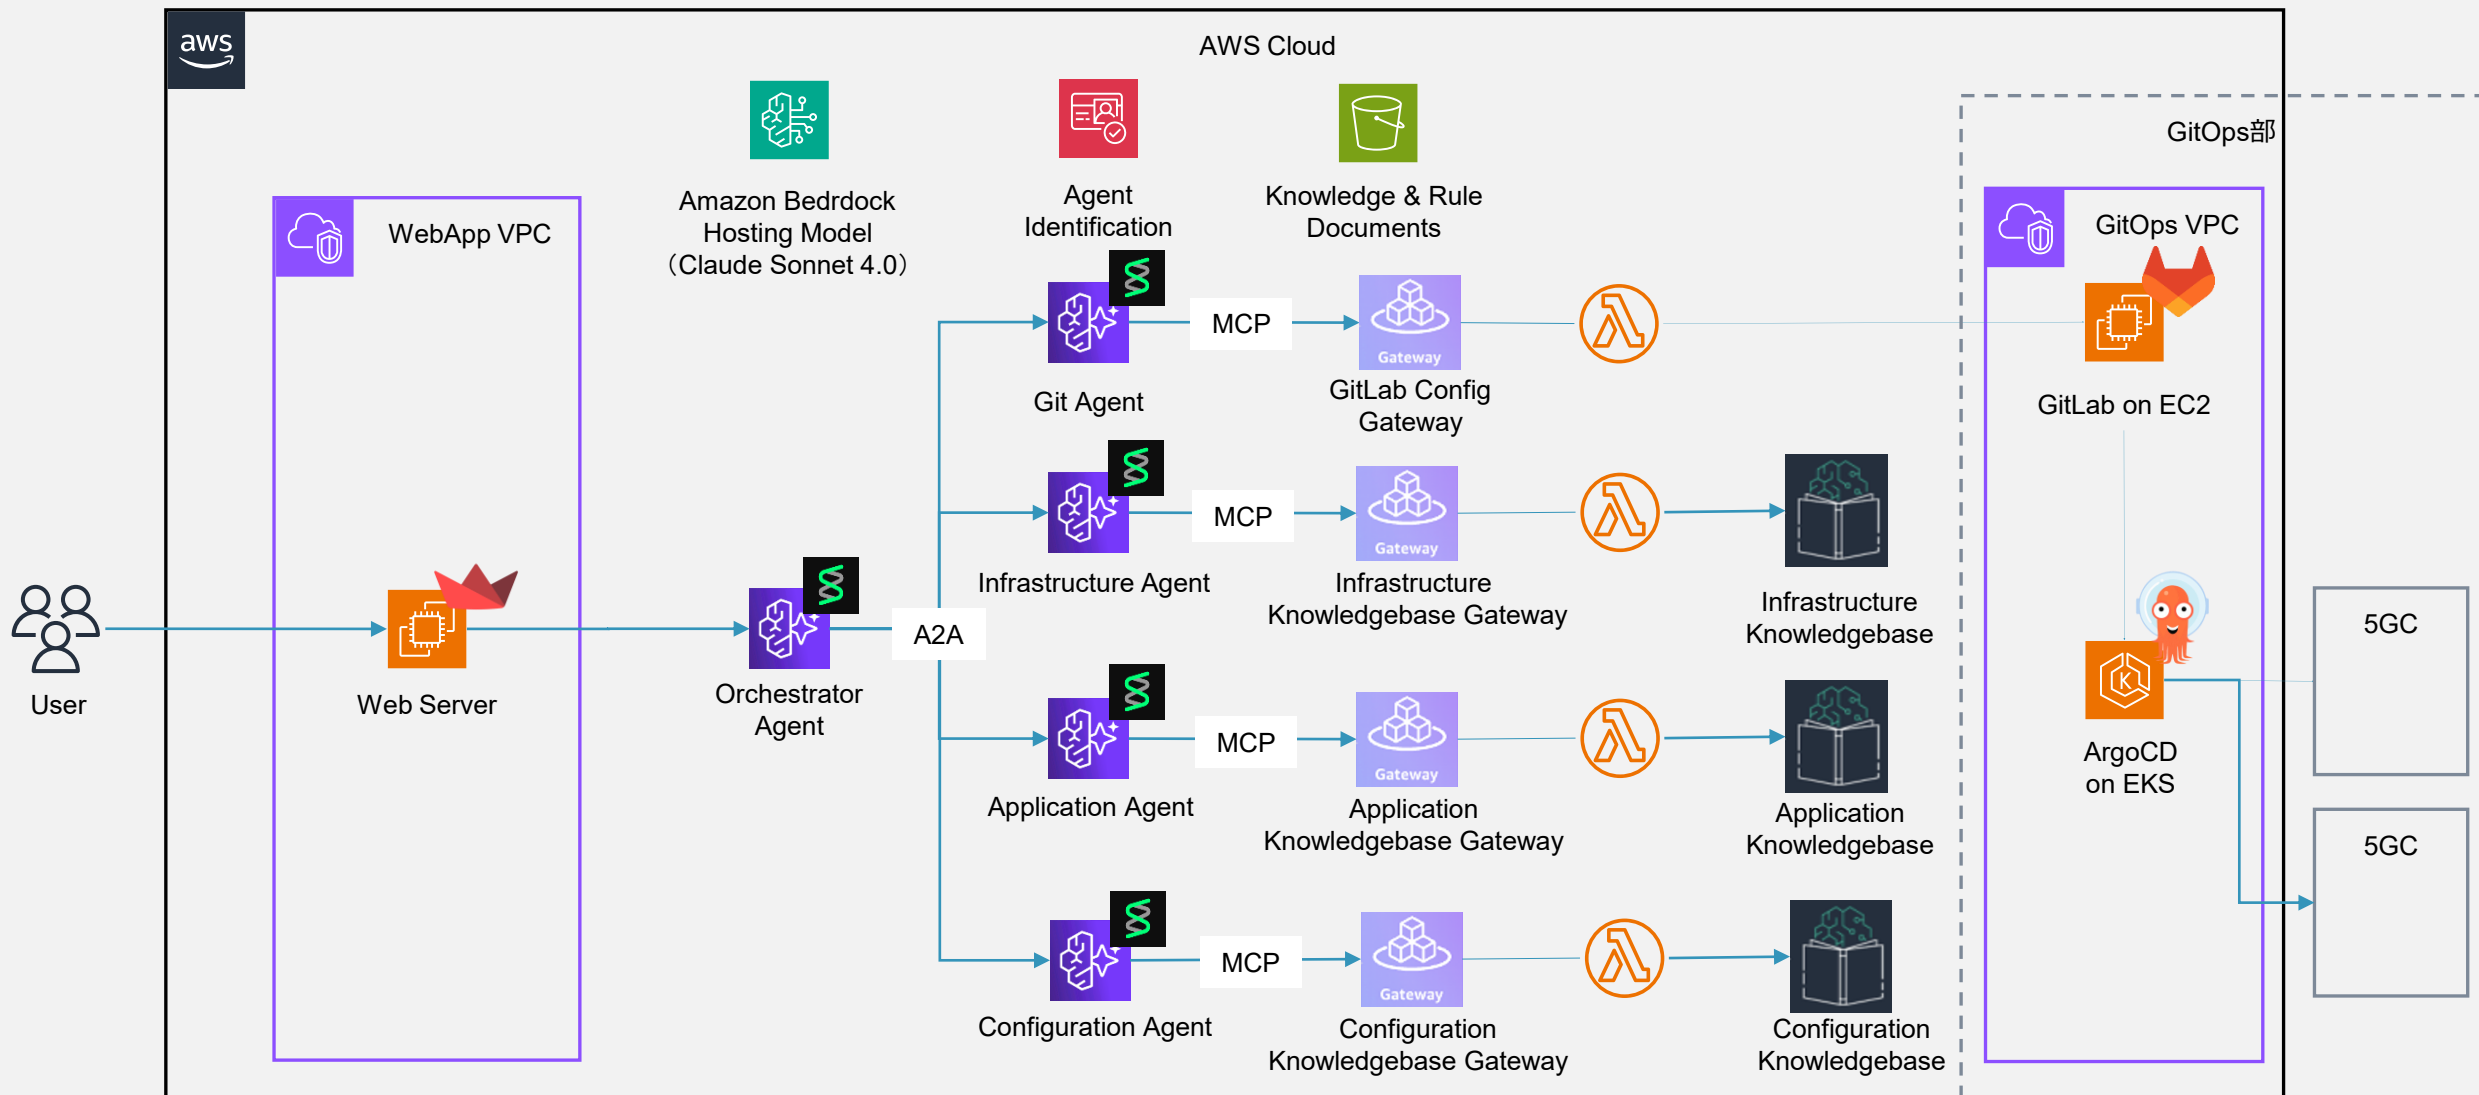 aws
AWS Cloud
GitOps部
Amazon Bedrdock
Hosting Model
（Claude Sonnet 4.0）
Agent
Identification
Knowledge & Rule
Documents
WebApp VPC
GitOps VPC
MCP
Gateway
Git Agent
GitLab Config
Gateway
GitLab on EC2
MCP
Gateway
Infrastructure Agent
Infrastructure
Knowledgebase Gateway
Infrastructure
Knowledgebase
A2A
User
Web Server
Orchestrator
Agent
MCP
Gateway
Application Agent
Application
Knowledgebase Gateway
Application
Knowledgebase
K
ArgoCD
on EKS
5GC
5GC
MCP
Gateway
Configuration Agent
Configuration
Knowledgebase Gateway
Configuration
Knowledgebase